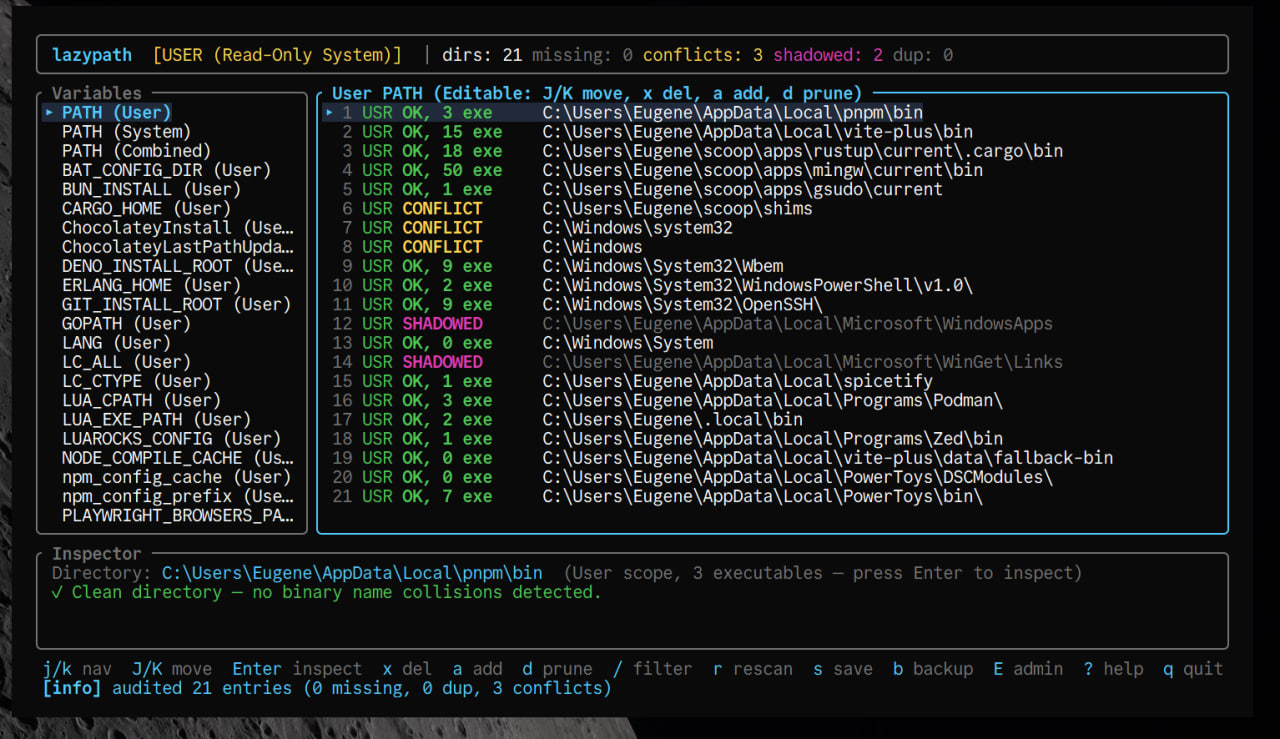 lazypath [USER (Read-Only System)] | dirs: 21 missing: 0 conflicts: 3 shadowed: 2 dup: 0
Variables
▸ PATH (User)
PATH (System)
PATH (Combined)
BAT_CONFIG_DIR (User)
BUN_INSTALL (User)
CARGO_HOME (User)
ChocolateyInstall (Use…
ChocolateyLastPathUpda…
DENO_INSTALL_ROOT (Use…
ERLANG_HOME (User)
GIT_INSTALL_ROOT (User)
GOPATH (User)
LANG (User)
LC_ALL (User)
LC_CTYPE (User)
LUA_CPATH (User)
LUA_EXE_PATH (User)
LUAROCKS_CONFIG (User)
NODE_COMPILE_CACHE (Us…
npm_config_cache (User)
npm_config_prefix (Use…
PLAYWRIGHT_BROWSERS_PA…
User PATH (Editable: J/K move, x del, a add, d prune)
▸ 1 USR OK, 3 exe C:\Users\Eugene\AppData\Local\pnpm\bin
2 USR OK, 15 exe C:\Users\Eugene\AppData\Local\vite-plus\bin
3 USR OK, 18 exe C:\Users\Eugene\scoop\apps\rustup\current\.cargo\bin
4 USR OK, 50 exe C:\Users\Eugene\scoop\apps\mingw\current\bin
5 USR OK, 1 exe C:\Users\Eugene\scoop\apps\gsudo\current
6 USR CONFLICT C:\Users\Eugene\scoop\shims
7 USR CONFLICT C:\Windows\system32
8 USR CONFLICT C:\Windows
9 USR OK, 9 exe C:\Windows\System32\Wbem
10 USR OK, 2 exe C:\Windows\System32\WindowsPowerShell\v1.0\
11 USR OK, 9 exe C:\Windows\System32\OpenSSH\
12 USR SHADOWED C:\Users\Eugene\AppData\Local\Microsoft\WindowsApps
13 USR OK, 0 exe C:\Windows\System
14 USR SHADOWED C:\Users\Eugene\AppData\Local\Microsoft\WinGet\Links
15 USR OK, 1 exe C:\Users\Eugene\AppData\Local\spicetify
16 USR OK, 3 exe C:\Users\Eugene\AppData\Local\Programs\Podman\
17 USR OK, 2 exe C:\Users\Eugene\.local\bin
18 USR OK, 1 exe C:\Users\Eugene\AppData\Local\Programs\Zed\bin
19 USR OK, 0 exe C:\Users\Eugene\AppData\Local\vite-plus\data\fallback-bin
20 USR OK, 0 exe C:\Users\Eugene\AppData\Local\PowerToys\DSCModules\
21 USR OK, 7 exe C:\Users\Eugene\AppData\Local\PowerToys\bin\
Inspector
Directory: C:\Users\Eugene\AppData\Local\pnpm\bin (User scope, 3 executables — press Enter to inspect)
✓ Clean directory — no binary name collisions detected.
j/k nav J/K move Enter inspect x del a add d prune / filter r rescan s save b backup E admin ? help q quit
[info] audited 21 entries (0 missing, 0 dup, 3 conflicts)